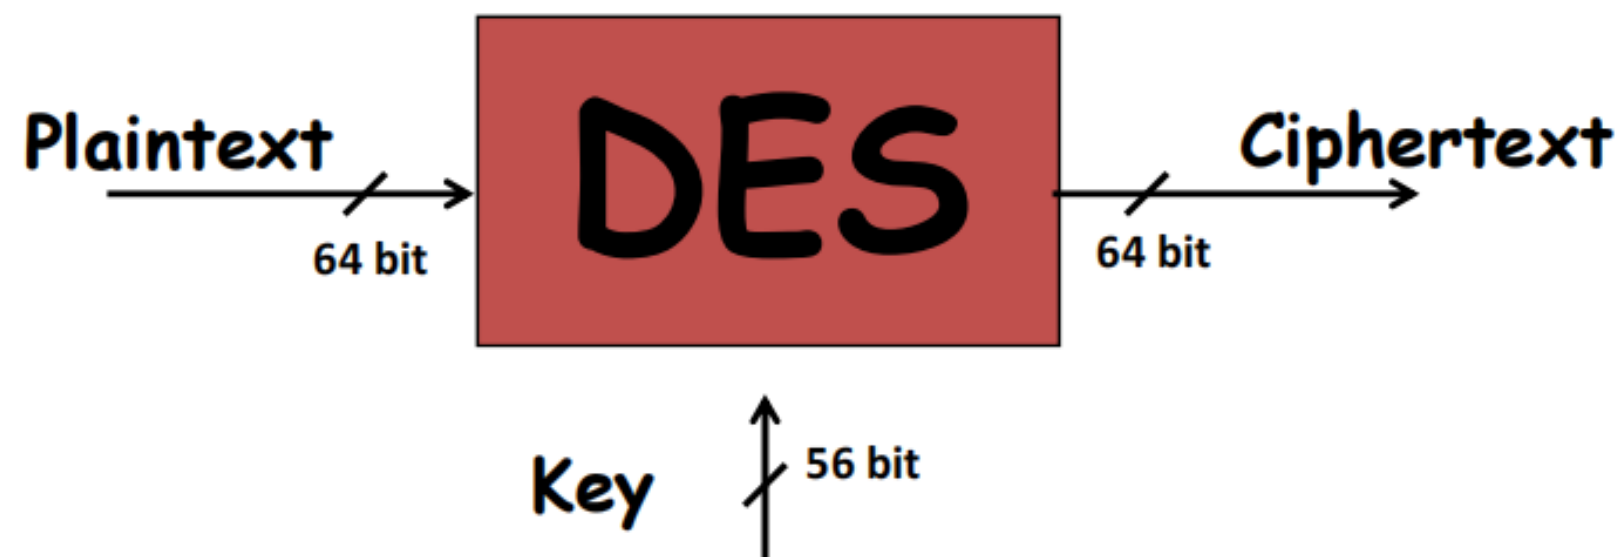 Plaintext
64 bit
DES
Ciphertext
64 bit
Key
56 bit